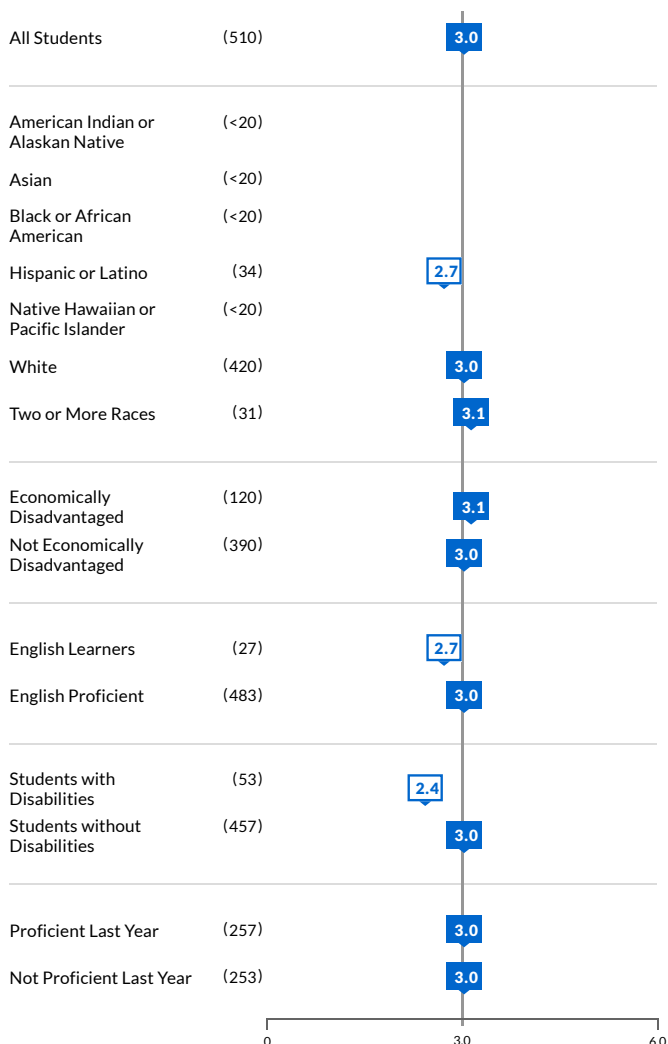 All Students (510) 3.0
American Indian or
Alaskan Native (<20)
Asian (<20)
Black or African
American (<20)
Hispanic or Latino (34) 2.7
Native Hawaiian or
Pacific Islander (<20)
White (420) 3.0
Two or More Races (31) 3.1
Economically
Disadvantaged (120) 3.1
Not Economically
Disadvantaged (390) 3.0
English Learners (27) 2.7
English Proficient (483) 3.0
Students with
Disabilities (53) 2.4
Students without
Disabilities (457) 3.0
Proficient Last Year (257) 3.0
Not Proficient Last Year (253) 3.0
0 3.0 6.0